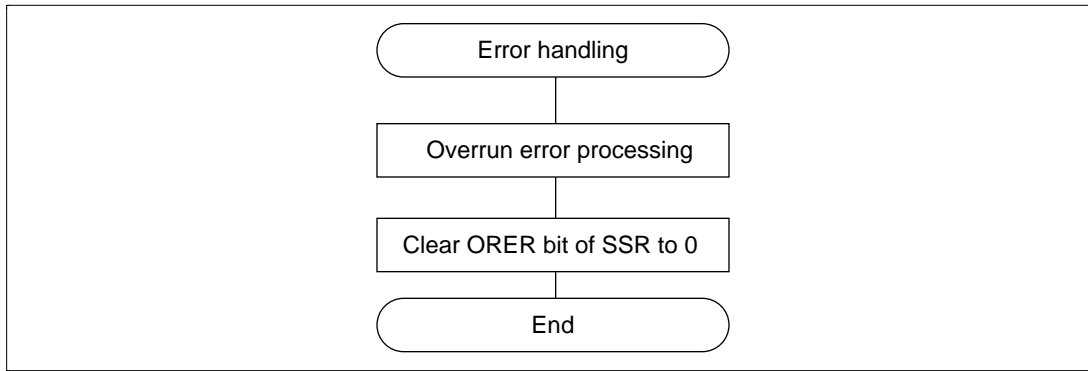 Error handling
Overrun error processing
Clear ORER bit of SSR to 0
End